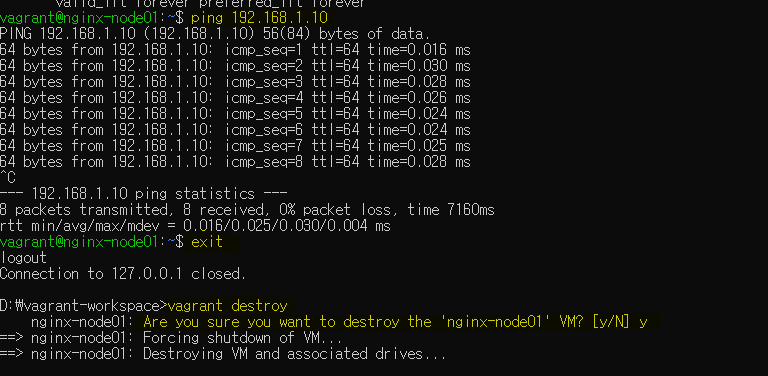 valid_lft forever preferred_lft forever
vagrant@nginx-node01:~$ ping 192.168.1.10
PING 192.168.1.10 (192.168.1.10) 56(84) bytes of data.
64 bytes from 192.168.1.10: icmp_seq=1 ttl=64 time=0.016 ms
64 bytes from 192.168.1.10: icmp_seq=2 ttl=64 time=0.030 ms
64 bytes from 192.168.1.10: icmp_seq=3 ttl=64 time=0.028 ms
64 bytes from 192.168.1.10: icmp_seq=4 ttl=64 time=0.026 ms
64 bytes from 192.168.1.10: icmp_seq=5 ttl=64 time=0.024 ms
64 bytes from 192.168.1.10: icmp_seq=6 ttl=64 time=0.024 ms
64 bytes from 192.168.1.10: icmp_seq=7 ttl=64 time=0.025 ms
64 bytes from 192.168.1.10: icmp_seq=8 ttl=64 time=0.028 ms
^C
--- 192.168.1.10 ping statistics ---
8 packets transmitted, 8 received, 0% packet loss, time 7160ms
rtt min/avg/max/mdev = 0.016/0.025/0.030/0.004 ms
vagrant@nginx-node01:~$ exit
logout
Connection to 127.0.0.1 closed.
D:₩vagrant-workspace>vagrant destroy
nginx-node01: Are you sure you want to destroy the 'nginx-node01' VM? [y/N] y
==> nginx-node01: Forcing shutdown of VM...
==> nginx-node01: Destroying VM and associated drives...